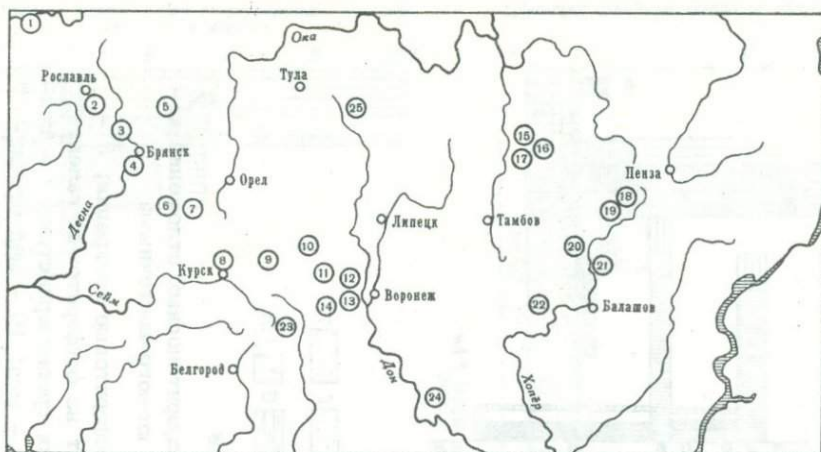 1
Ока
Рославль
Тула
2
5
25
3
15
16
Брянск
17
4
Пенза
Орел
18
6
7
19
Десна
Липецк
Тамбов
10
20
8
9
21
Курск
11
12
Сейм
Воронеж
13
14
22
Балашов
23
Белгород
Дон
Хопёр
24